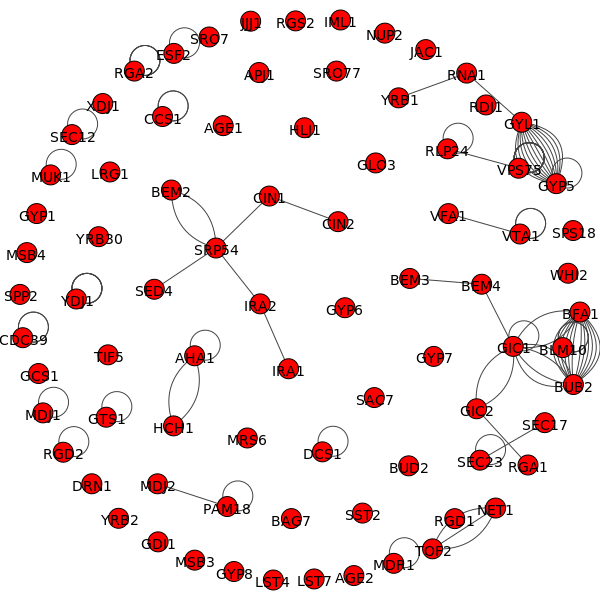 JJJ1
RGS2
IML1
NUP2
JAC1
SRO7
ESF2
RGA2
API1
SRO77
RNA1
YRB1
RDI1
XDJ1
CCS1
AGE1
HLJ1
GYL1
SEC12
RLP24
GLO3
VPS75
MUK1
LRG1
GYP5
BEM2
CIN1
GYP1
CIN2
VFA1
YRB30
VTA1
SPS18
MSB4
SRP54
WHI2
SPP2
YDJ1
SED4
BEM3
BEM4
IRA2
GYP6
BFA1
CDC39
TIF5
AHA1
GIC1
BLM10
GYP7
GCS1
IRA1
BUB2
SAC7
MDJ1
GTS1
GIC2
HCH1
SEC17
MRS6
RGD2
DCS1
SEC23
RGA1
BUD2
DRN1
MDJ2
PAM18
NET1
YRB2
BAG7
SST2
RGD1
GDI1
TOF2
MSB3
MDR1
GYP8
LST4
LST7
AGE2